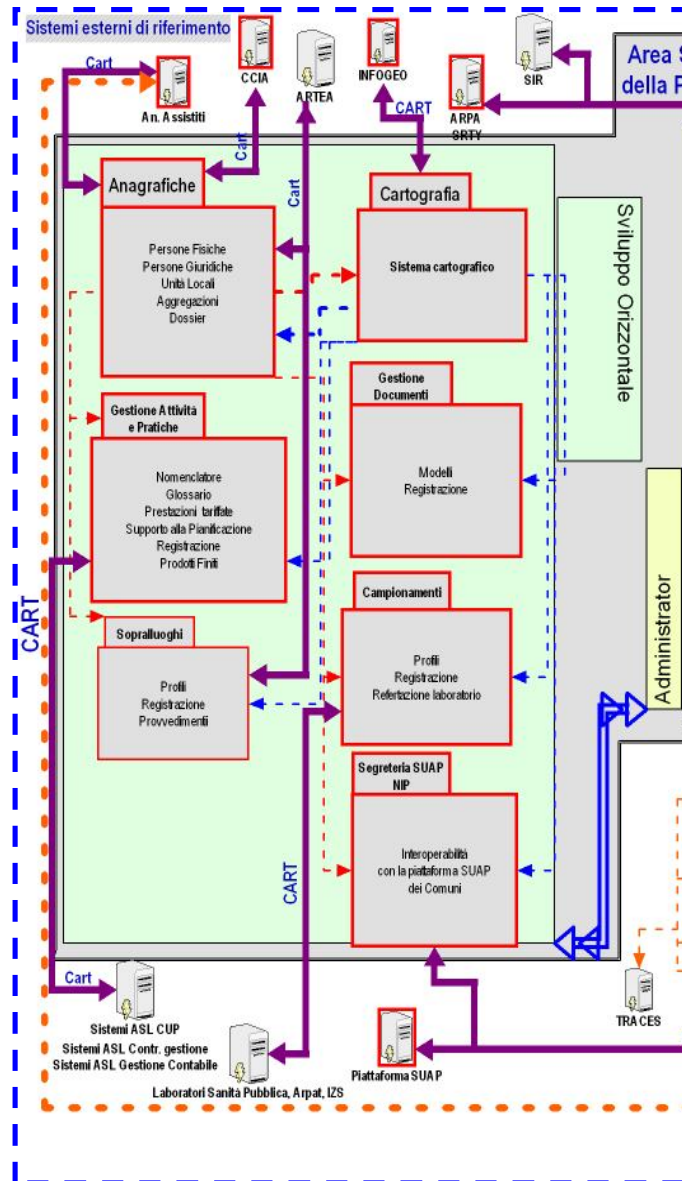 Sistemi esterni di riferimento
Cart
An. Assistiti
CCIA
Cart
ARTEA
Cart
INFOGEO
CART
SIR
ARPA
SRTY
Area S
della P
Anagrafiche
Persone Fisiche
Persone Giuridiche
Unità Locali
Aggregazioni
Dossier
Cartografia
Sistema cartografico
Sviluppo Orizzontale
Gestione Attività
e Pratiche
Nomenclatore
Glossario
Prestazioni tariffate
Supporto alla Pianificazione
Registrazione
Prodotti Finiti
Gestione
Documenti
Modelli
Registrazione
Administrator
CART
Sopralluoghi
Profili
Registrazione
Provvedimenti
Campionamenti
Profili
Registrazione
Refertazione laboratorio
Segreteria SUAP
NIP
Interoperabilità
con la piattaforma SUAP
dei Comuni
CART
Cart
Sistemi ASL CUP
Sistemi ASL Contr. gestione
Sistemi ASL Gestione Contabile
Laboratori Sanità Pubblica, Arpat, IZS
Piattaforma SUAP
TRACES